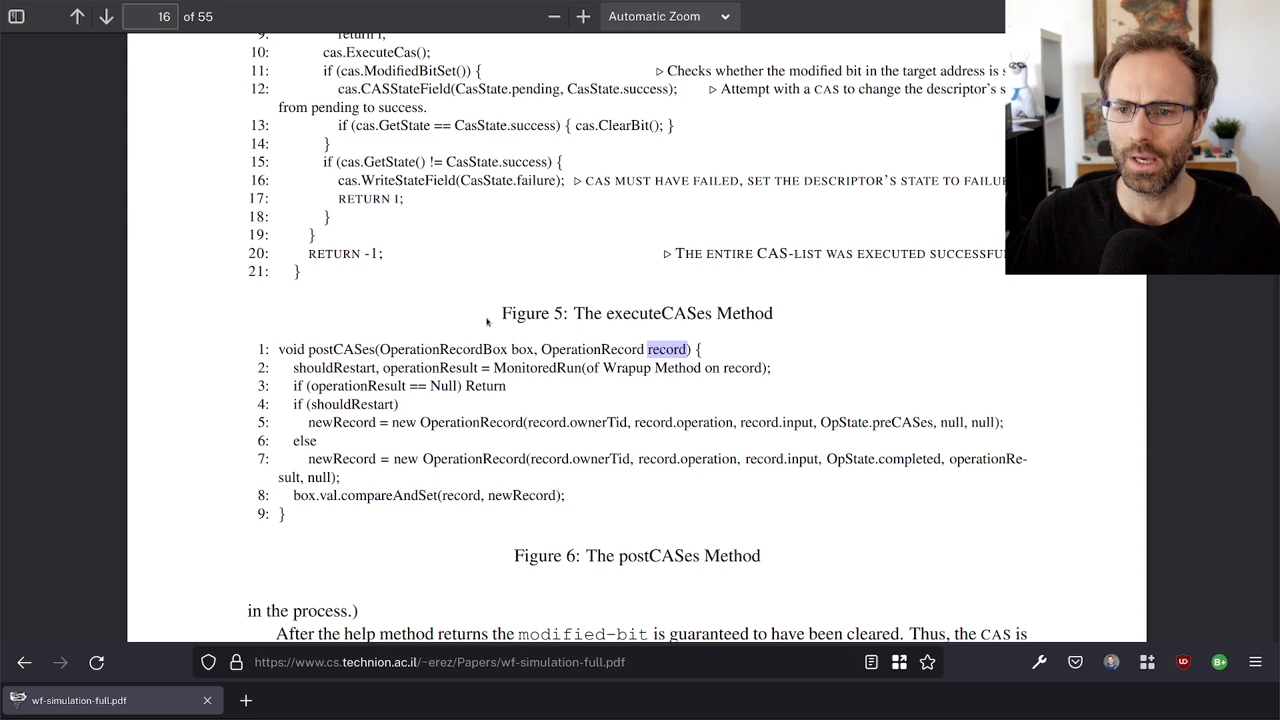 16 of 55
Automatic Zoom
9: return i;
10: cas.ExecuteCas();
11: if (cas.ModifiedBitSet()) { ▷ Checks whether the modified bit in the target address is s
12: cas.CASStateField(CasState.pending, CasState.success); ▷ Attempt with a CAS to change the descriptor's s
from pending to success.
13: if (cas.GetState == CasState.success) { cas.ClearBit(); }
14: }
15: if (cas.GetState() != CasState.success) {
16: cas.WriteStateField(CasState.failure); ▷ CAS MUST HAVE FAILED, SET THE DESCRIPTOR'S STATE TO FAILU
17: RETURN I;
18: }
19: }
20: RETURN -1; ▷ THE ENTIRE CAS-LIST WAS EXECUTED SUCCESSFU
21: }
Figure 5: The executeCASes Method
1: void postCASes(OperationRecordBox box, OperationRecord record) {
2: shouldRestart, operationResult = MonitoredRun(of Wrapup Method on record);
3: if (operationResult == Null) Return
4: if (shouldRestart)
5: newRecord = new OperationRecord(record.ownerTid, record.operation, record.input, OpState.preCASes, null, null);
6: else
7: newRecord = new OperationRecord(record.ownerTid, record.operation, record.input, OpState.completed, operationRe-
sult, null);
8: box.val.compareAndSet(record, newRecord);
9: }
Figure 6: The postCASes Method
in the process.)
After the help method returns the modified-bit is guaranteed to have been cleared. Thus, the CAS is
https://www.cs.technion.ac.il/~erez/Papers/wf-simulation-full.pdf
wf-simulation-full.pdf